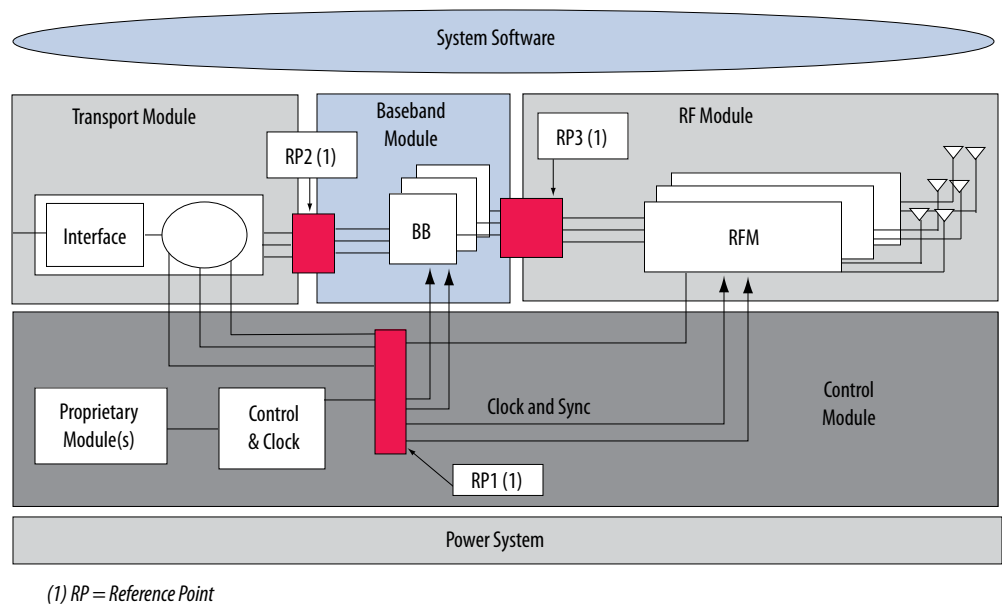 System Software
Transport Module
Baseband
Module
RF Module
RP2 (1)
RP3 (1)
Interface
BB
RFM
Proprietary
Module(s)
Control
& Clock
Clock and Sync
Control
Module
RP1 (1)
Power System
(1) RP = Reference Point